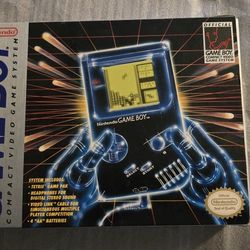 Nintendo
BOY
COMPACT VIDEO GAME SYSTEM
OFFICIAL
GAME BOY
COMPACT VIDEO
GAME SYSTEM
Nintendo GAME BOY
SYSTEM INCLUDES:
• TETRIS GAME PAK
• HEADPHONES FOR
DIGITAL STEREO SOUND
• VIDEO LINK CABLE FOR
SIMULTANEOUS MULTIPLE
PLAYER COMPETITION
• 4 "AA" BATTERIES
Nintendo